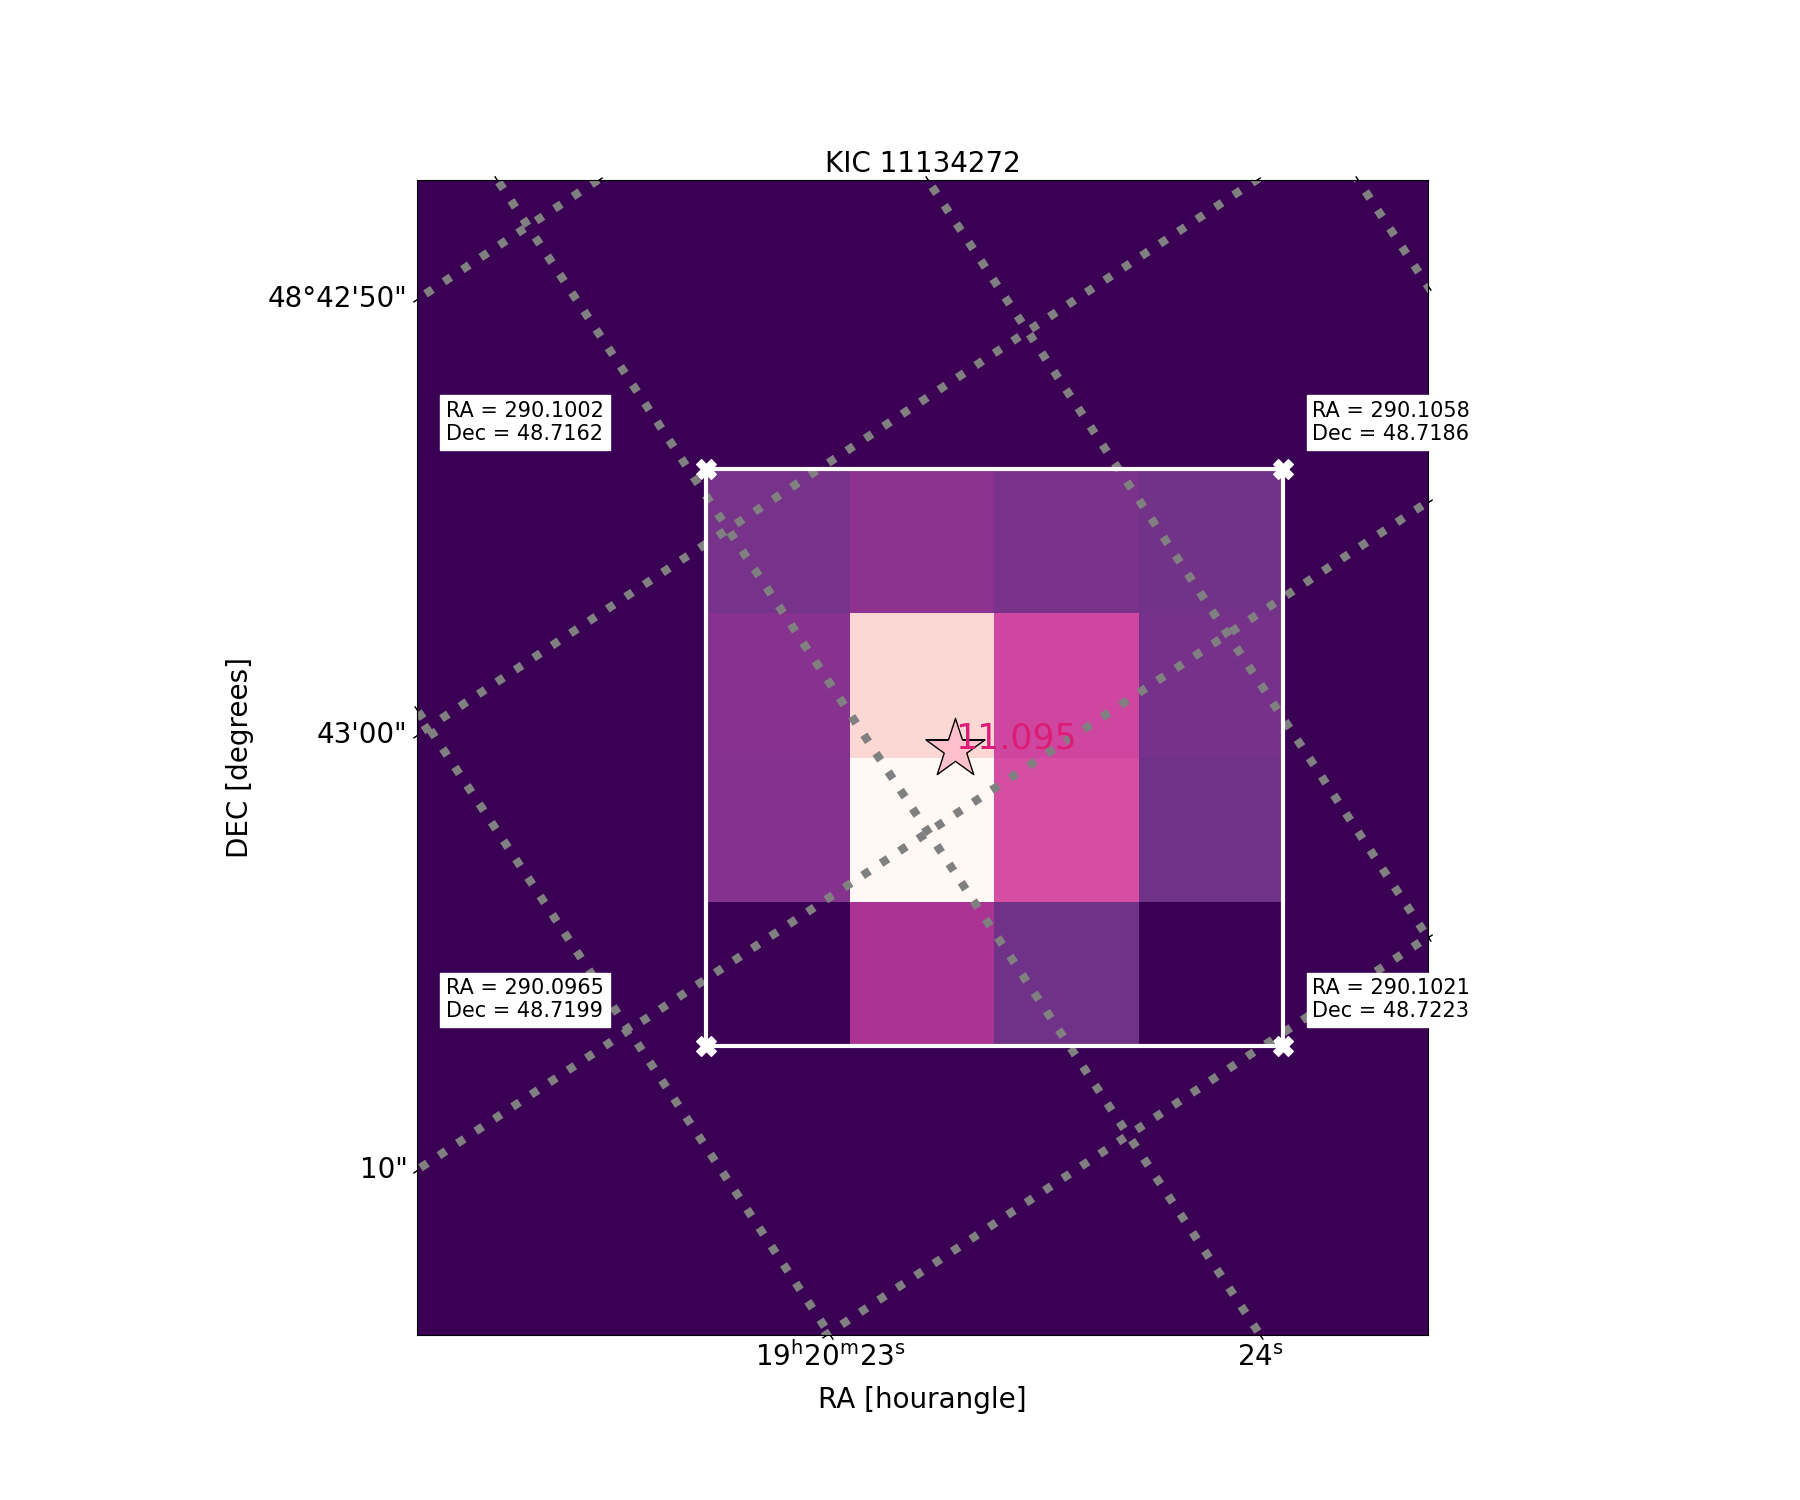 KIC 11134272
48°42'50"
RA = 290.1002
Dec = 48.7162
RA = 290.1058
Dec = 48.7186
43'00"
11.095
DEC [degrees]
RA = 290.0965
Dec = 48.7199
RA = 290.1021
Dec = 48.7223
10"
19ʰ20ᵐ23ˢ
24ˢ
RA [hourangle]